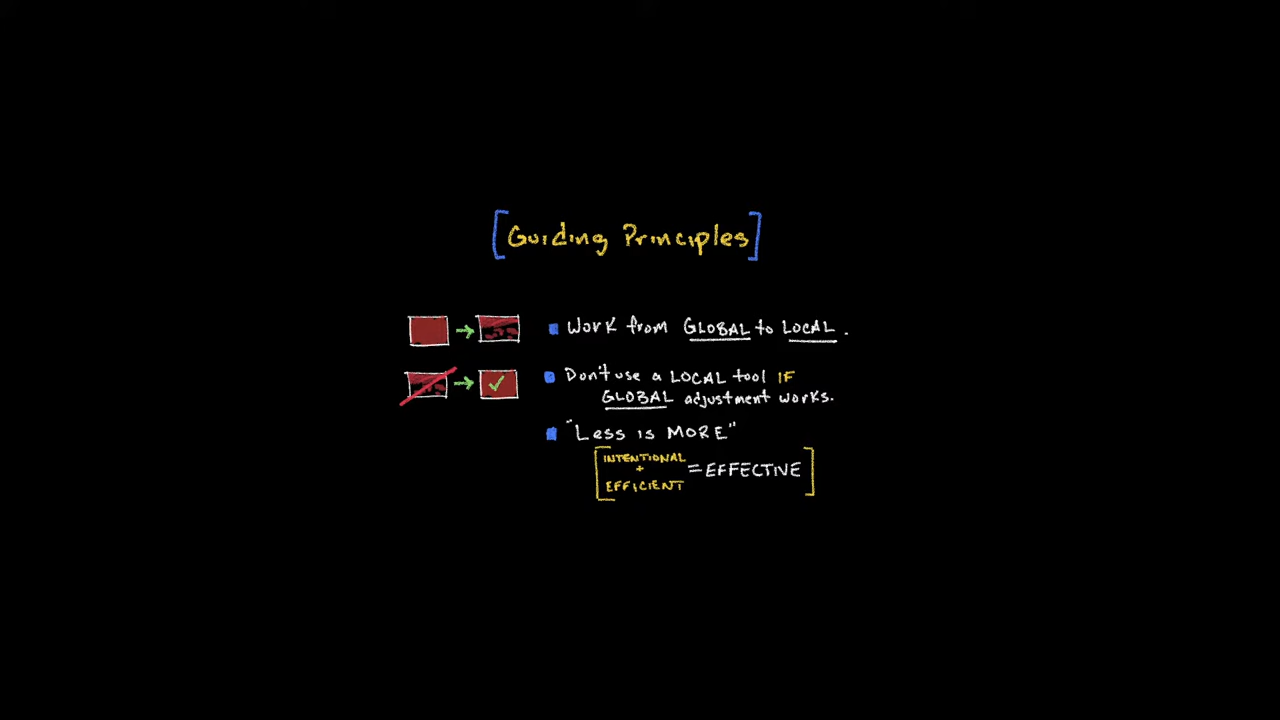 [Guiding Principles]
Work from GLOBAL to LOCAL.
Don't use a LOCAL tool IF
GLOBAL adjustment works.
"Less is MORE"
[INTENTIONAL
+
EFFICIENT
= EFFECTIVE]